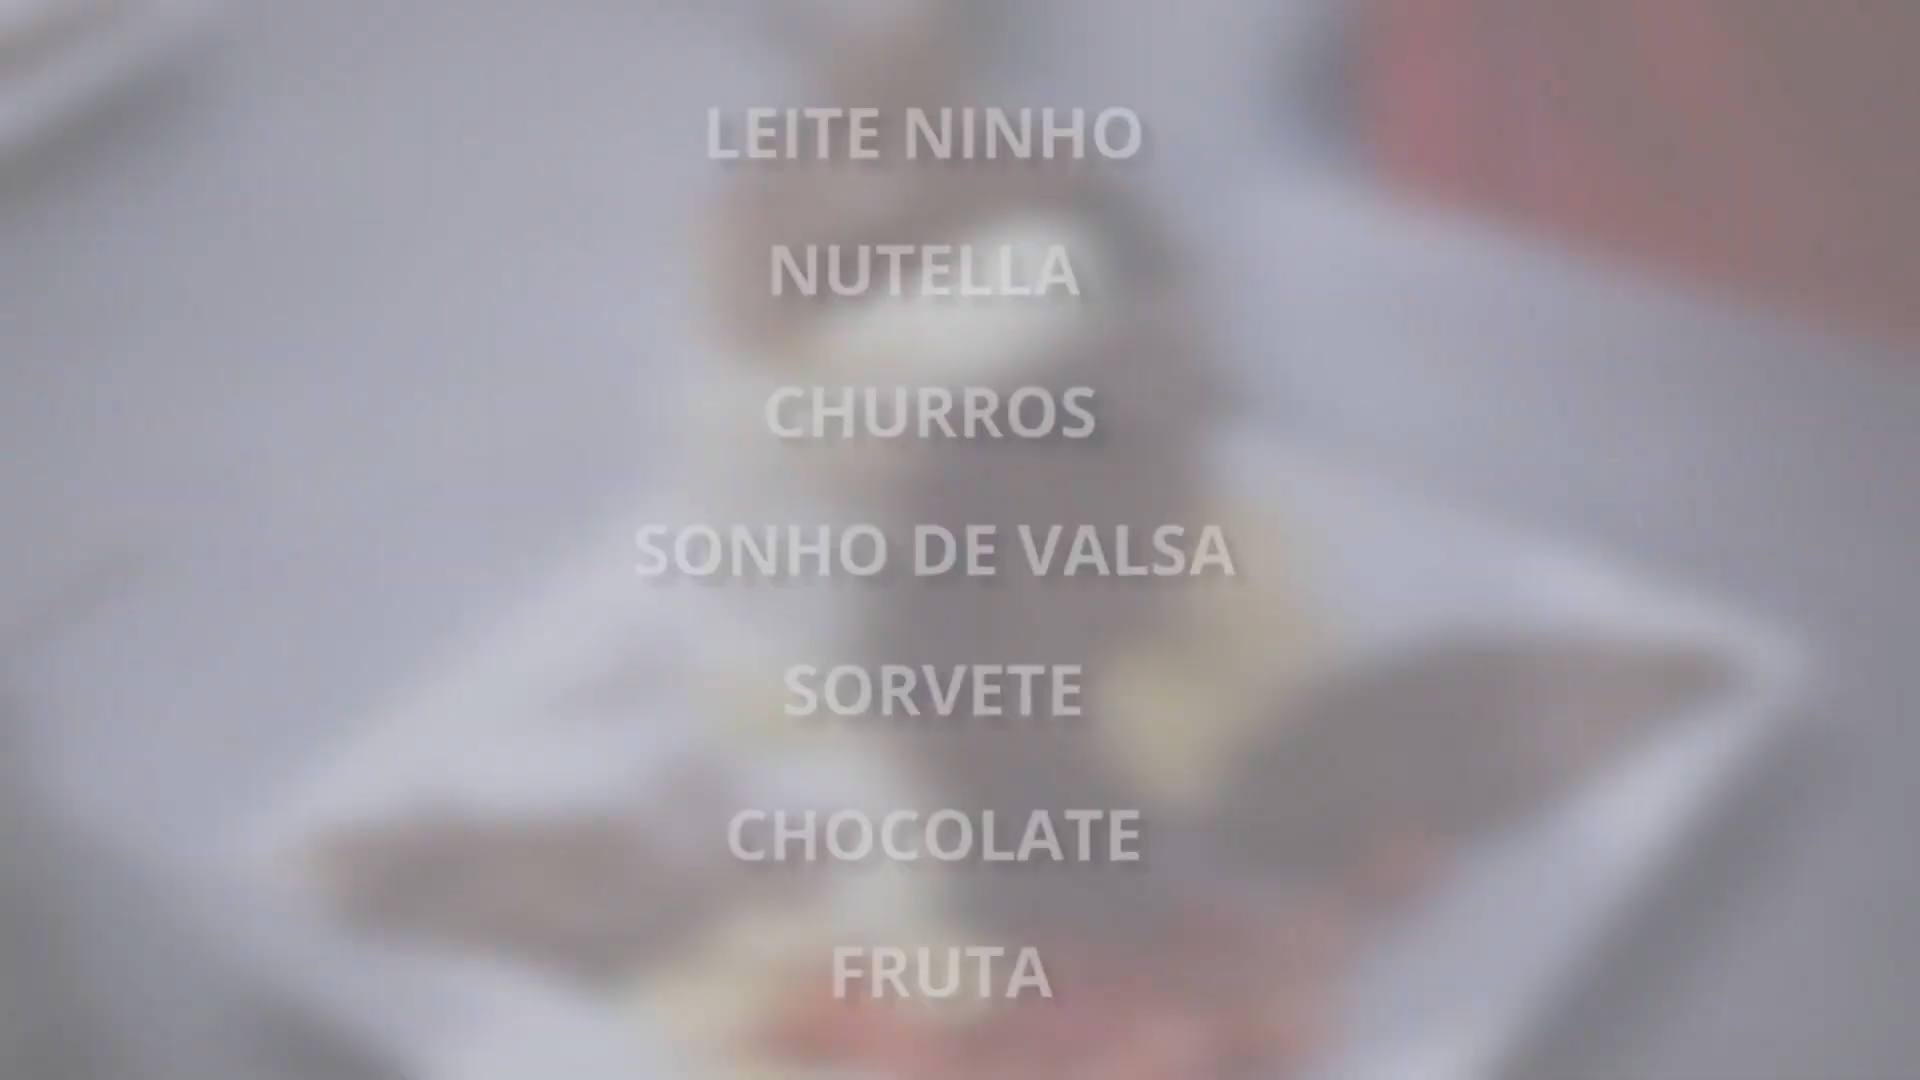 LEITE NINHO
NUTELLA
CHURROS
SONHO DE VALSA
SORVETE
CHOCOLATE
FRUTA